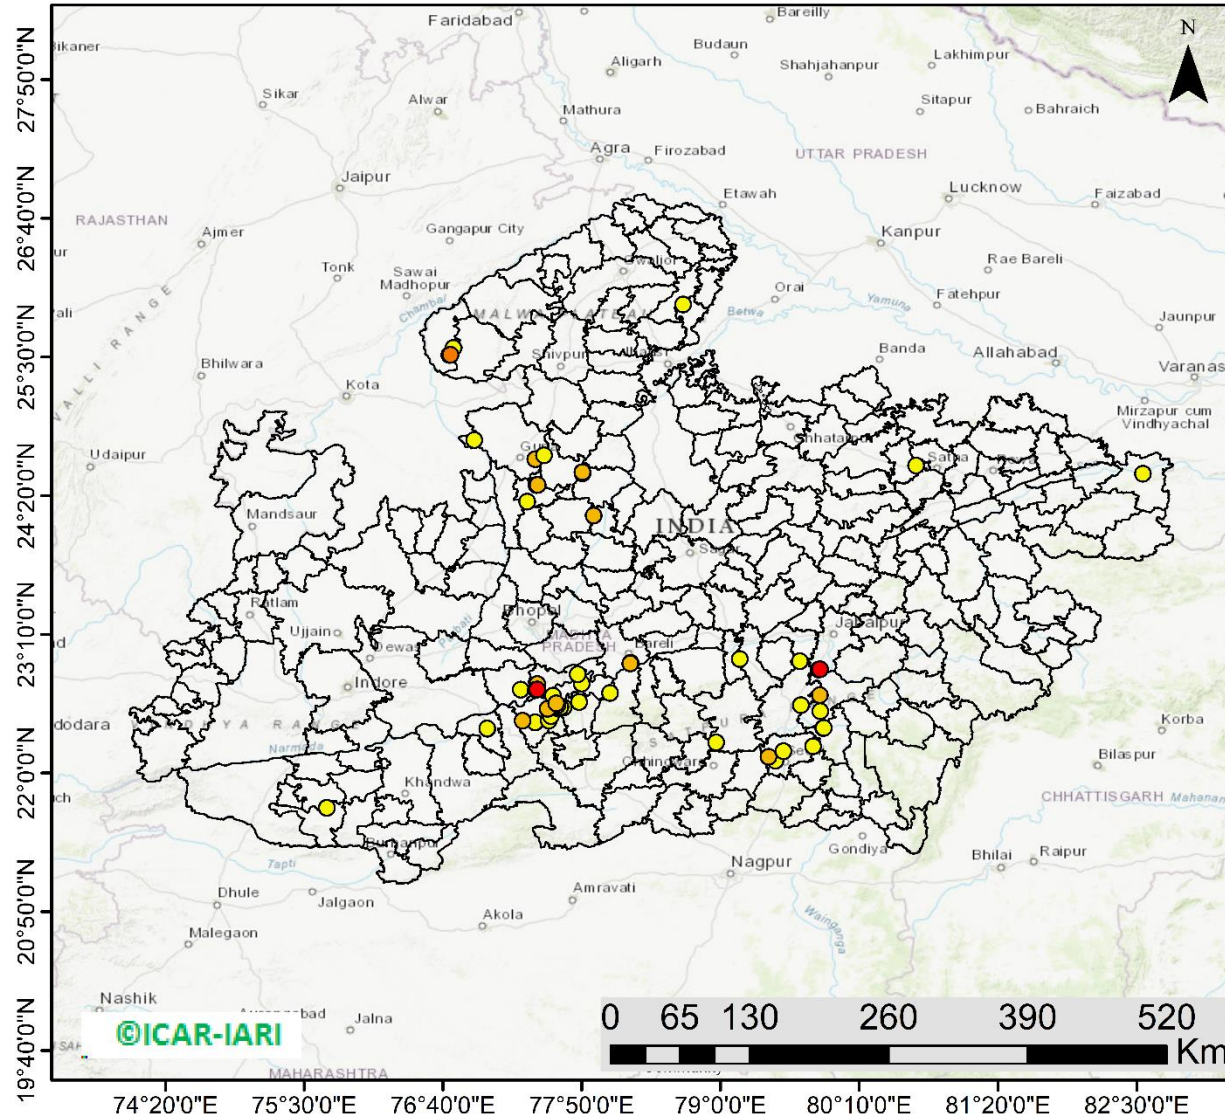 Faridabad
Bareilly
N
27°50'0"N
26°40'0"N
25°30'0"N
24°20'0"N
23°10'0"N
22°0'0"N
20°50'0"N
19°40'0"N
Budaun
Lakhimpur
Aligarh
Shahjahanpur
Sikar
Alwar
Sitapur
Bahraich
Mathura
Agra
Firozabad
UTTAR PRADESH
Jaipur
Etawah
Lucknow
Faizabad
RAJASTHAN
Ajmer
Gangapur City
Kanpur
Gwalior
Tonk
Sawai
Madhopur
Rae Bareli
Orai
Fatehpur
Chambal
Yamuna
Betwa
Jaunpur
Shivpuri
Bhilwara
Banda
Allahabad
Kota
Mirzapur cum
Vindhyachal
Udaipur
Satna
Mandsaur
INDIA
Ratlam
Bhopal
Jabalpur
Ujjain
MADHYA
PRADESH
Bareli
Dewas
Indore
Korba
Narmada
Bilaspur
Khandwa
CHHATTISGARH
Mahanadi
Burhanpur
Gondiya
Tapti
Nagpur
Bhilai
Raipur
Dhule
Jalgaon
Amravati
Akola
Wainganga
Malegaon
Nashik
Jalna
©ICAR-IARI
MAHARASHTRA
0 65 130 260 390 520
Km
74°20'0"E 75°30'0"E 76°40'0"E 77°50'0"E 79°0'0"E 80°10'0"E 81°20'0"E 82°30'0"E